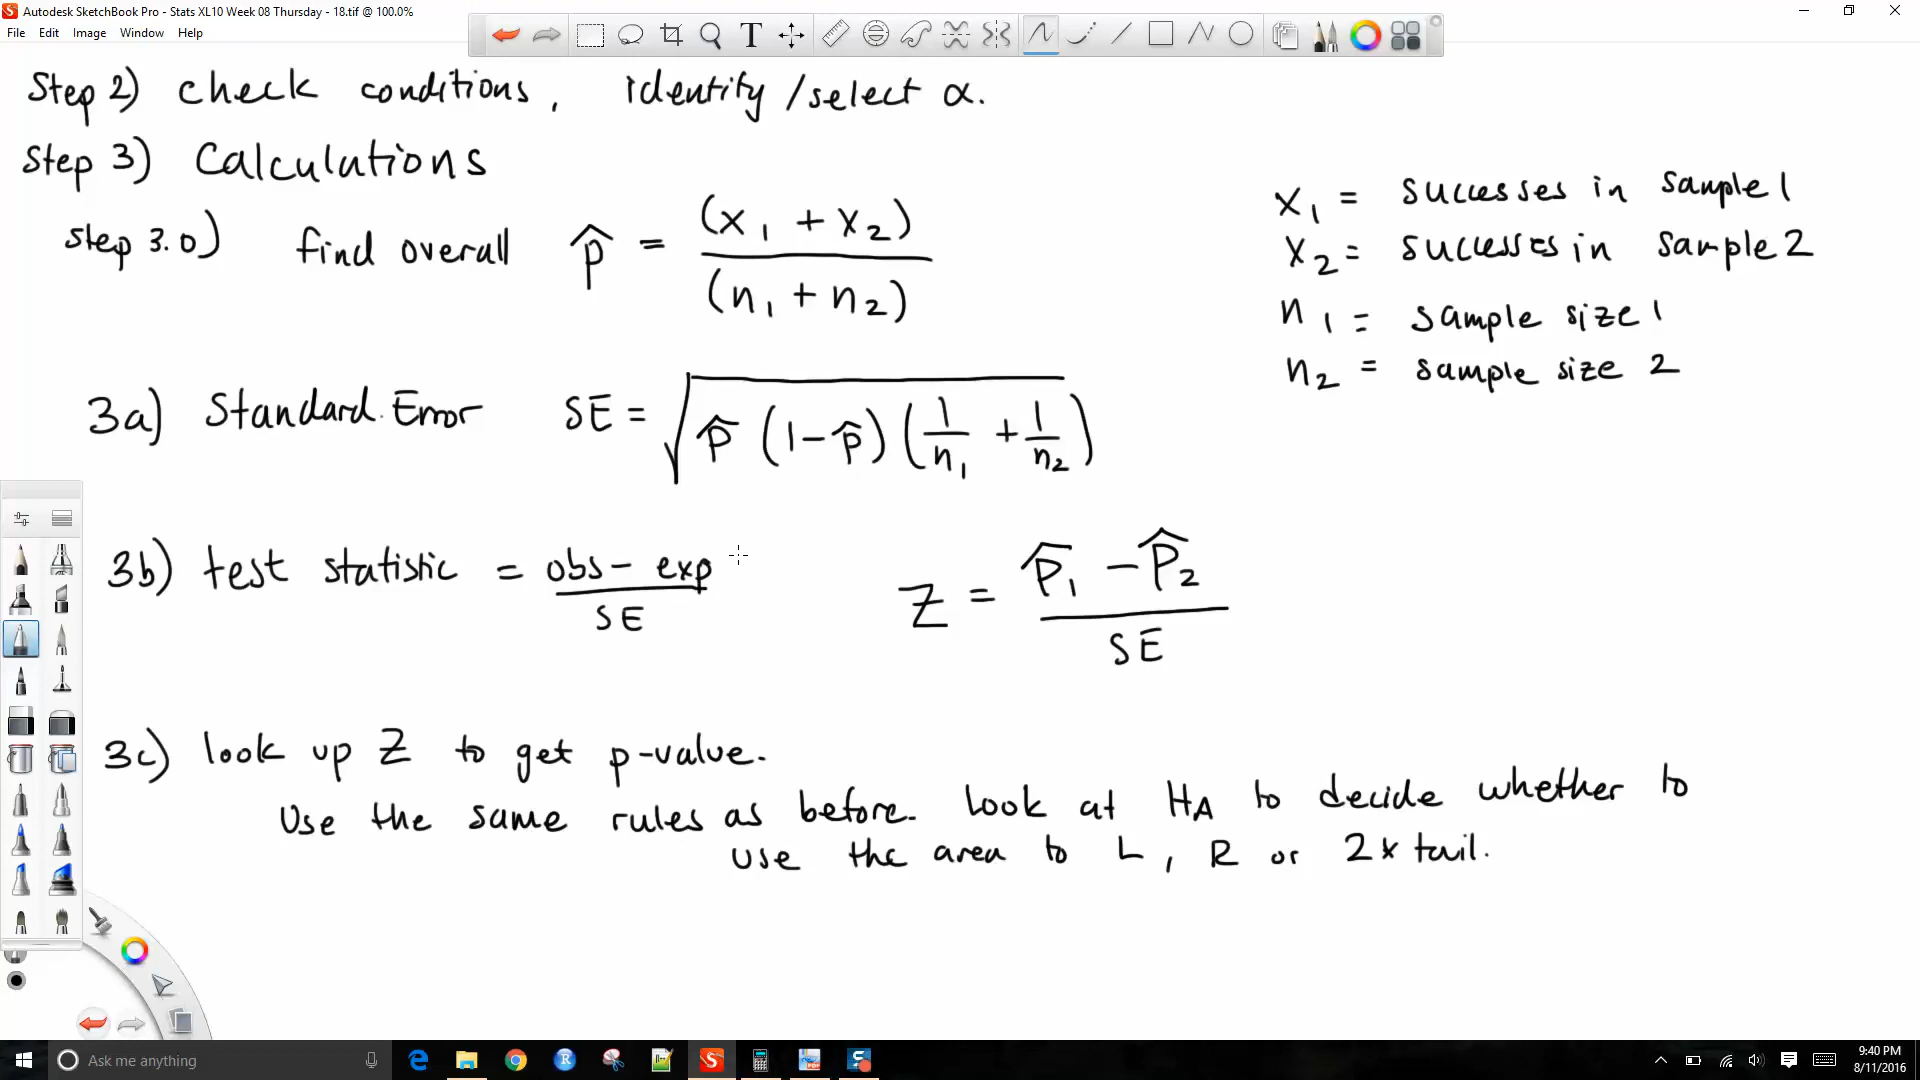 Autodesk SketchBook Pro - Stats XL10 Week 08 Thursday - 18.tif @ 100.0%
File Edit Image Window Help
Step 2) check conditions, identify /select α.
Step 3) Calculations
step 3.0) find overall p̂ = (x₁ + x₂) / (n₁ + n₂)
x₁ = successes in sample 1
x₂ = successes in sample 2
n₁ = sample size 1
n₂ = sample size 2
3a) Standard Error SE = √ p̂ (1-p̂) (1/n₁ + 1/n₂)
3b) test statistic = obs - exp / SE Z = p̂₁ - p̂₂ / SE
3c) look up Z to get p-value.
Use the same rules as before. Look at HA to decide whether to
use the area to L, R or 2x tail.
Ask me anything
9:40 PM
8/11/2016